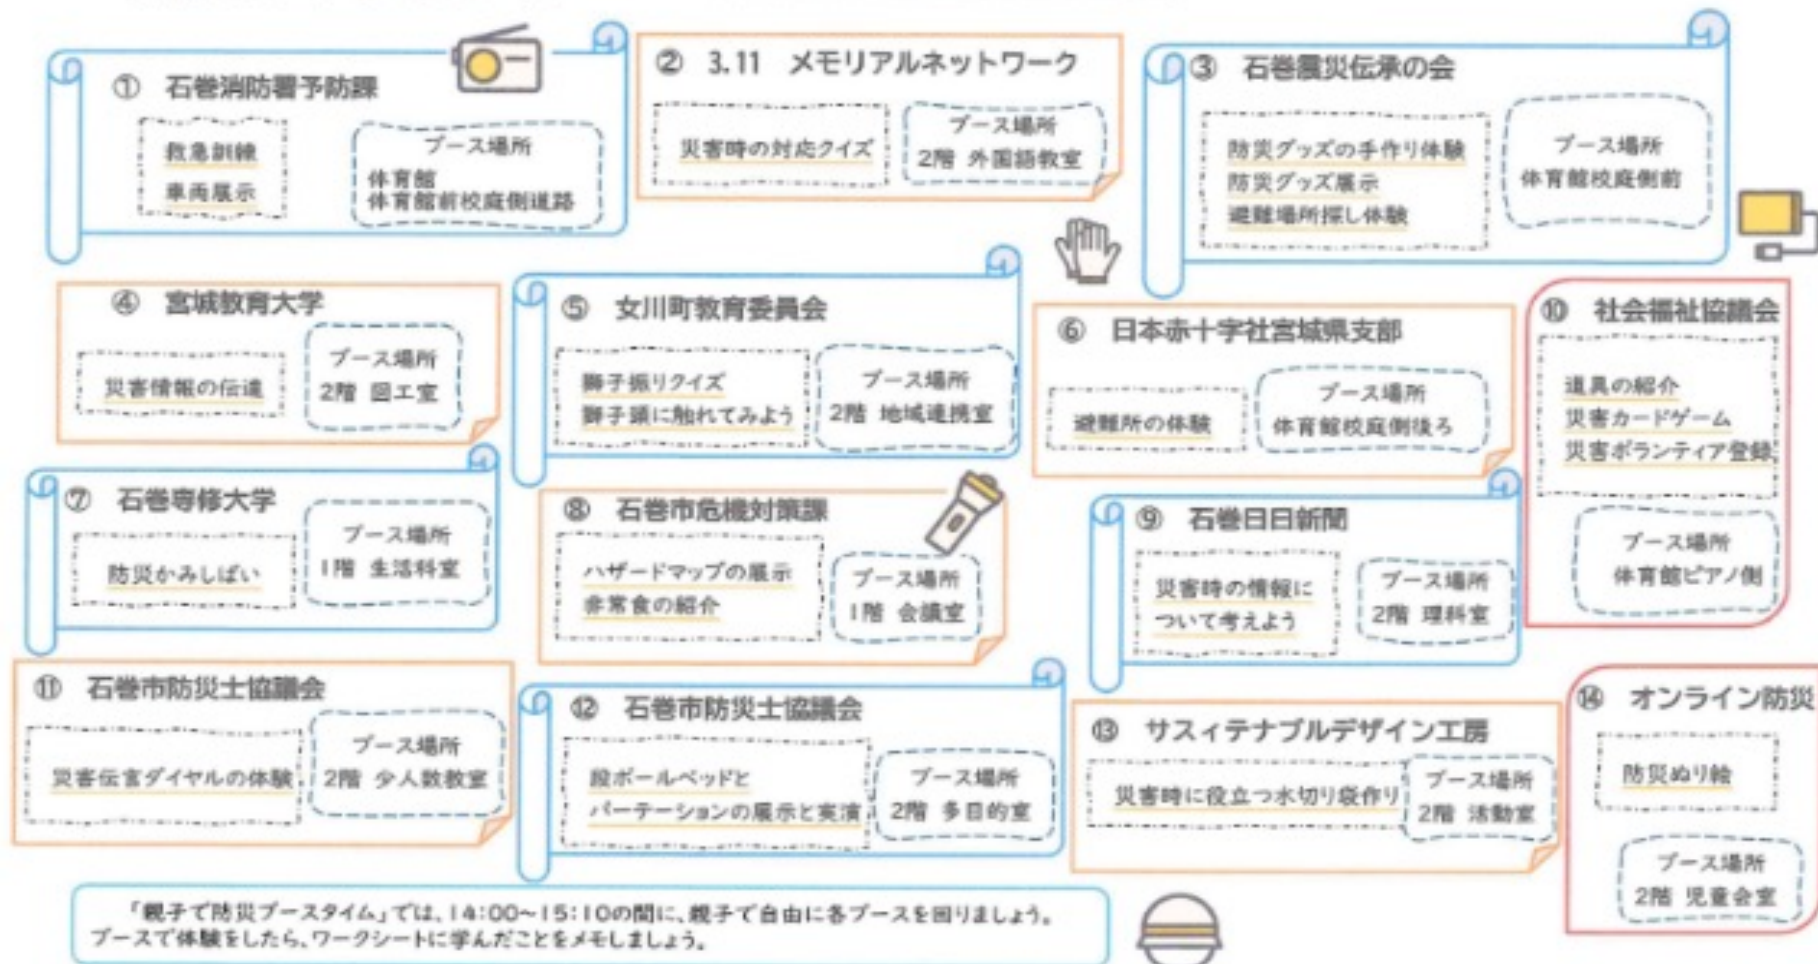 ① 石巻消防署予防課
救急訓練
車両展示
ブース場所
体育館
体育館前校庭側道路
② 3.11 メモリアルネットワーク
災害時の対応クイズ
ブース場所
2階 外国語教室
③ 石巻震災伝承の会
防災グッズの手作り体験
防災グッズ展示
避難場所探し体験
ブース場所
体育館校庭側前
④ 宮城教育大学
災害情報の伝達
ブース場所
2階 図工室
⑤ 女川町教育委員会
獅子振りクイズ
獅子頭に触れてみよう
ブース場所
2階 地域連携室
⑥ 日本赤十字社宮城県支部
避難所の体験
ブース場所
体育館校庭側後ろ
⑩ 社会福祉協議会
道具の紹介
災害カードゲーム
災害ボランティア登録
ブース場所
体育館ピアノ側
⑦ 石巻専修大学
防災かみしばい
ブース場所
1階 生活科室
⑧ 石巻市危機対策課
ハザードマップの展示
非常食の紹介
ブース場所
1階 会議室
⑨ 石巻日日新聞
災害時の情報に
ついて考えよう
ブース場所
2階 理科室
⑪ 石巻市防災士協議会
災害伝言ダイヤルの体験
ブース場所
2階 少人数教室
⑫ 石巻市防災士協議会
段ボールベッドと
パーテーションの展示と実演
ブース場所
2階 多目的室
⑬ サスィテナブルデザイン工房
災害時に役立つ水切り袋作り
ブース場所
2階 活動室
⑭ オンライン防災
防災ぬり絵
ブース場所
2階 児童会室
「親子で防災ブースタイム」では、14:00～15:10の間に、親子で自由に各ブースを回りましょう。
ブースで体験をしたら、ワークシートに学んだことをメモしましょう。